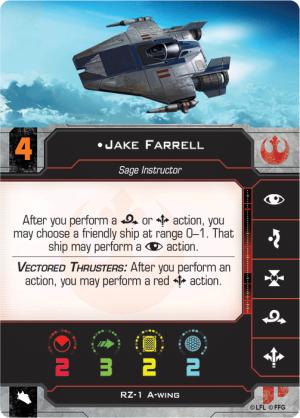 4
•Jake Farrell
Sage Instructor
After you perform a or action, you
may choose a friendly ship at range 0–1. That
ship may perform a action.
Vectored Thrusters: After you perform an
action, you may perform a red action.
2 3 2 2
RZ-1 A-wing
©LFL ©FFG